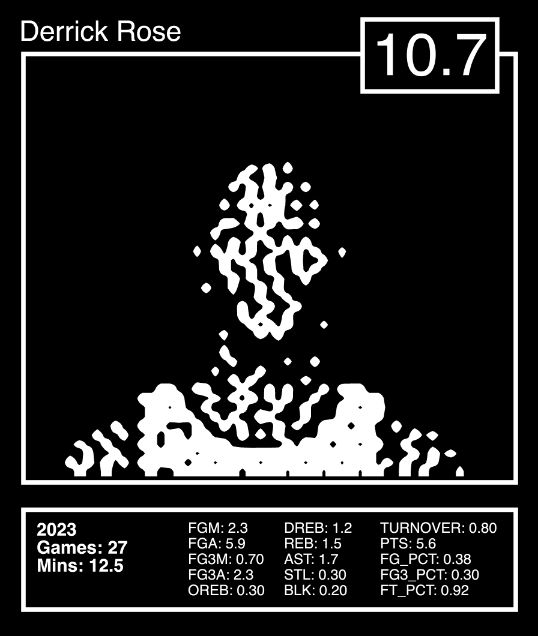 Derrick Rose
10.7
2023
Games: 27
Mins: 12.5
FGM: 2.3
FGA: 5.9
FG3M: 0.70
FG3A: 2.3
OREB: 0.30
DREB: 1.2
REB: 1.5
AST: 1.7
STL: 0.30
BLK: 0.20
TURNOVER: 0.80
PTS: 5.6
FG_PCT: 0.38
FG3_PCT: 0.30
FT_PCT: 0.92